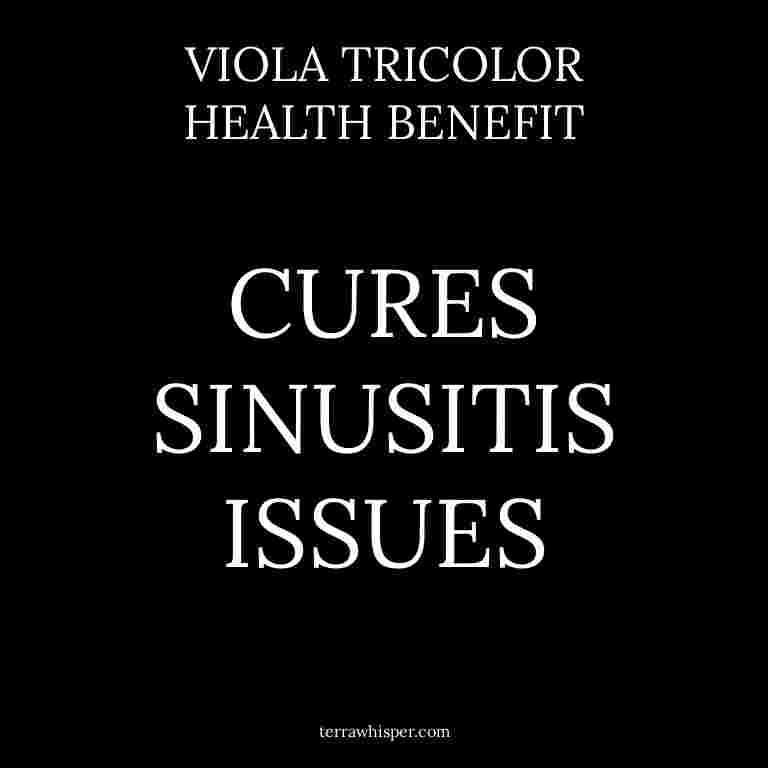 VIOLA TRICOLOR
HEALTH BENEFIT
CURES
SINUSITIS
ISSUES
terrawhisper.com